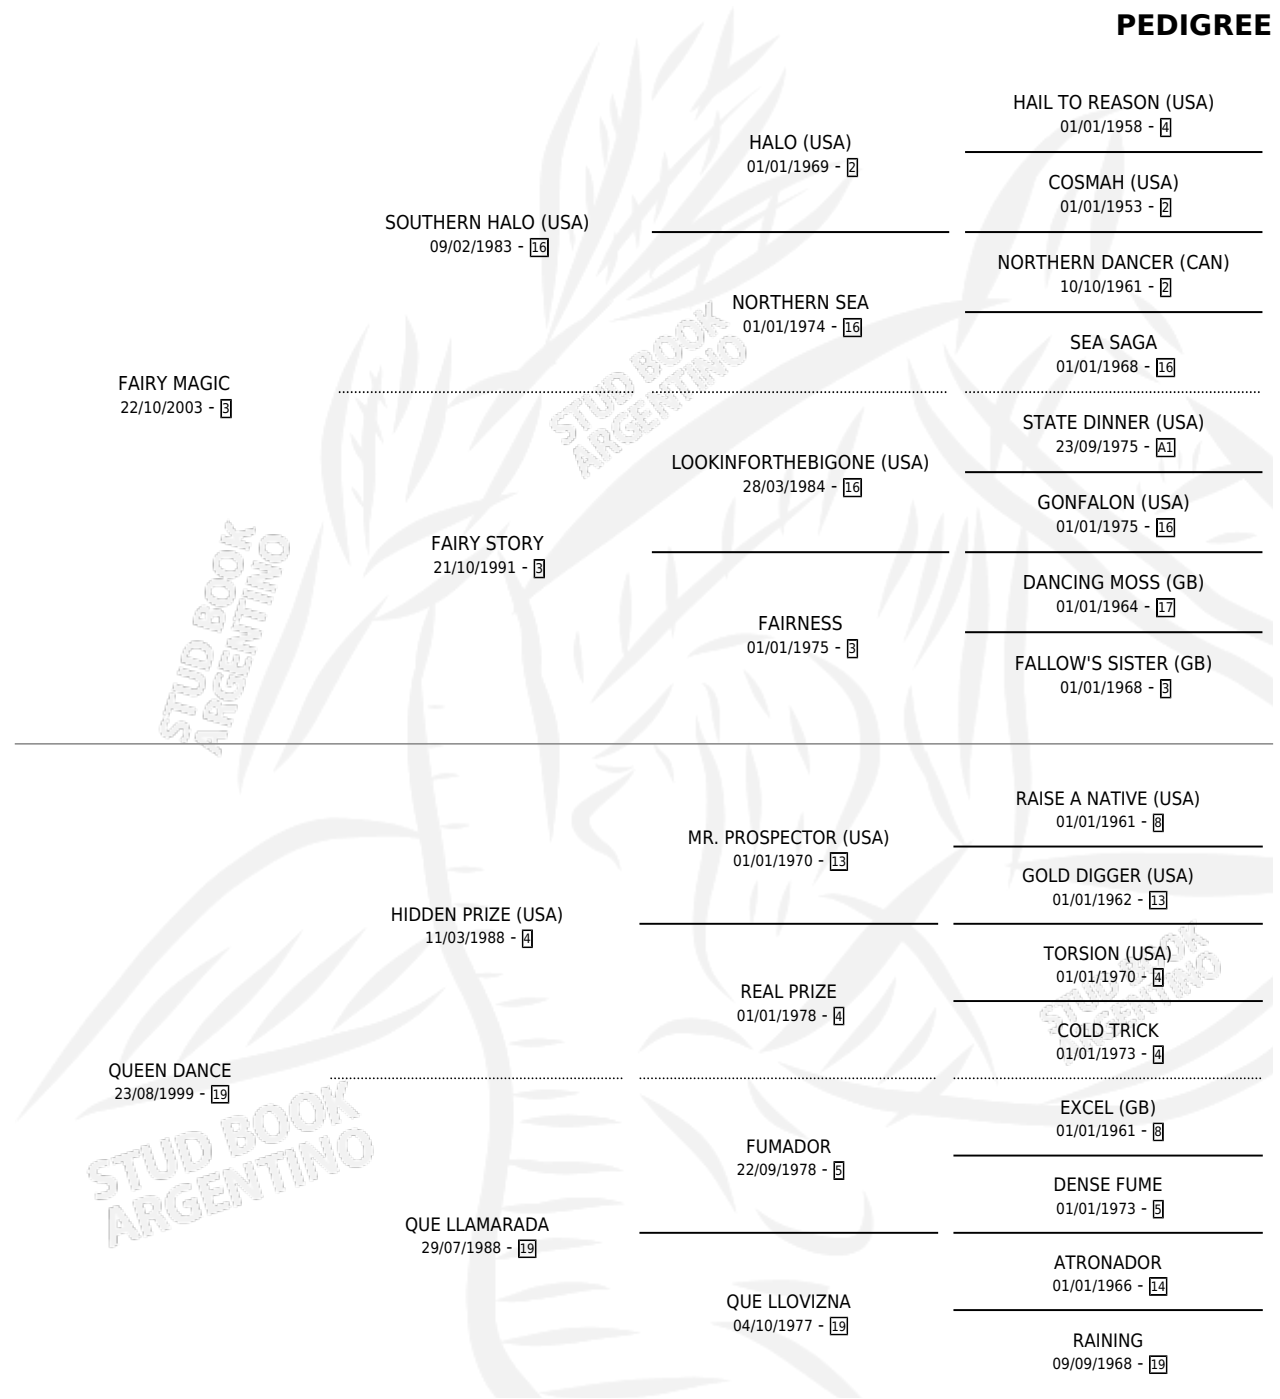 PEDIGREE
HAIL TO REASON (USA)
01/01/1958 - 4
HALO (USA)
01/01/1969 - 2
COSMAH (USA)
01/01/1953 - 2
SOUTHERN HALO (USA)
09/02/1983 - 16
NORTHERN DANCER (CAN)
10/10/1961 - 2
NORTHERN SEA
01/01/1974 - 16
SEA SAGA
01/01/1968 - 16
FAIRY MAGIC
22/10/2003 - 3
STATE DINNER (USA)
23/09/1975 - A1
LOOKINFORTHEBIGONE (USA)
28/03/1984 - 16
GONFALON (USA)
01/01/1975 - 16
FAIRY STORY
21/10/1991 - 3
DANCING MOSS (GB)
01/01/1964 - 17
FAIRNESS
01/01/1975 - 3
FALLOW'S SISTER (GB)
01/01/1968 - 3
RAISE A NATIVE (USA)
01/01/1961 - 8
MR. PROSPECTOR (USA)
01/01/1970 - 13
GOLD DIGGER (USA)
01/01/1962 - 13
HIDDEN PRIZE (USA)
11/03/1988 - 4
TORSION (USA)
01/01/1970 - 4
REAL PRIZE
01/01/1978 - 4
COLD TRICK
01/01/1973 - 4
QUEEN DANCE
23/08/1999 - 19
EXCEL (GB)
01/01/1961 - 8
FUMADOR
22/09/1978 - 5
DENSE FUME
01/01/1973 - 5
QUE LLAMARADA
29/07/1988 - 19
ATRONADOR
01/01/1966 - 14
QUE LLOVIZNA
04/10/1977 - 19
RAINING
09/09/1968 - 19
STUD BOOK
ARGENTINO
STUD BOOK
ARGENTINO
STUD BOOK
ARGENTINO
STUD BOOK
ARGENTINO